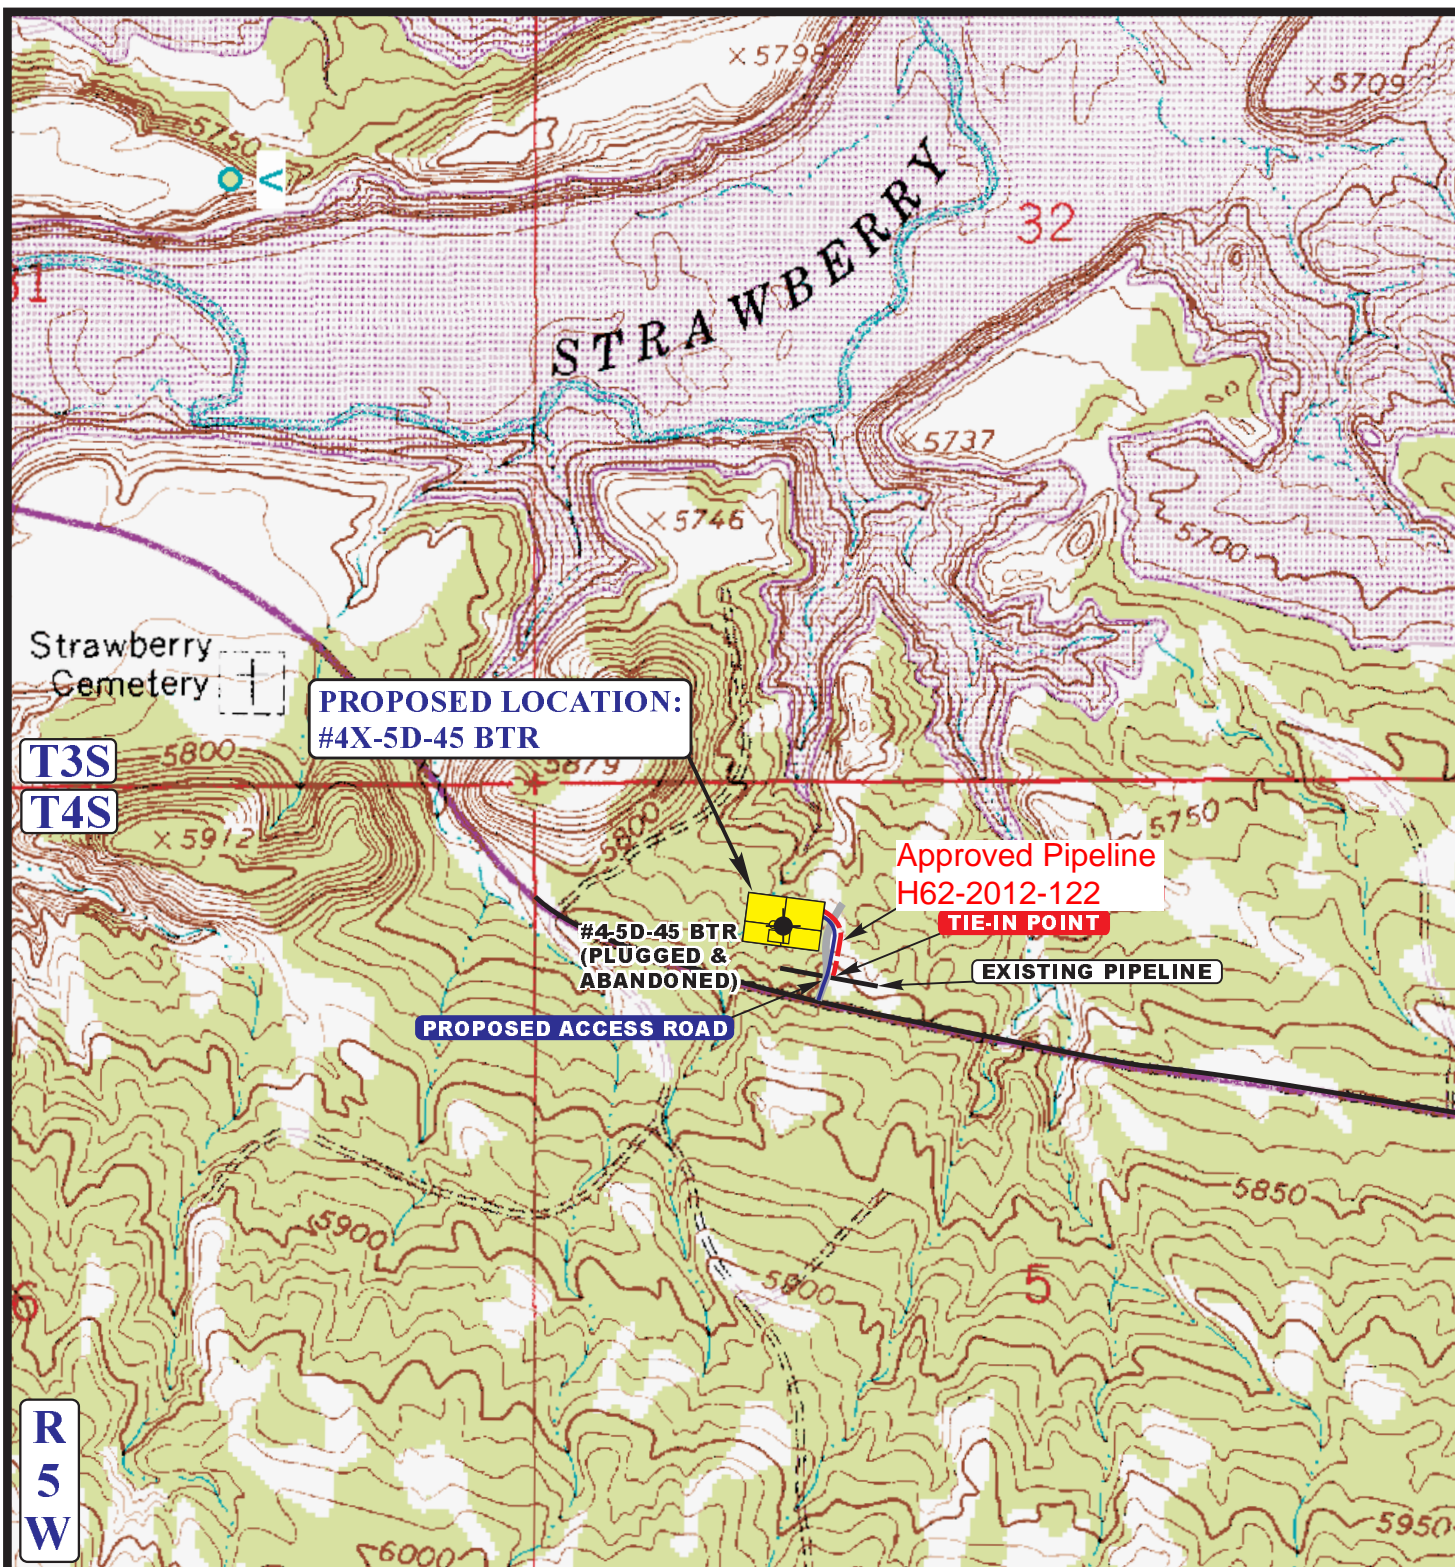 × 5798
× 5709
5750
<
32
31
STRAWBERRY
× 5737
× 5746
5700
Strawberry
Cemetery
PROPOSED LOCATION:
#4X-5D-45 BTR
T3S
5800
5879
T4S
× 5912
5800
5750
Approved Pipeline
H62-2012-122
TIE-IN POINT
#4-5D-45 BTR
(PLUGGED &
ABANDONED)
EXISTING PIPELINE
PROPOSED ACCESS ROAD
5850
5900
5900
5
6
R
5
W
5950
6000